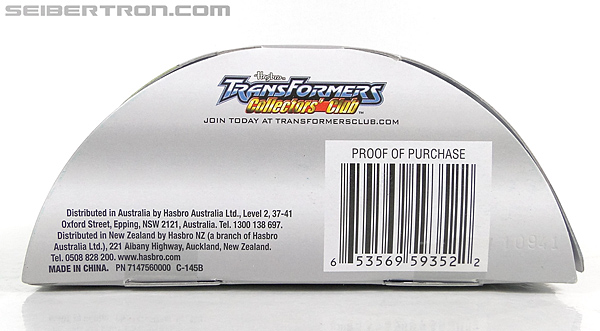 SEIBERTRON.COM
Hasbro
TRANSFORMERS
Collectors' Club™
JOIN TODAY AT TRANSFORMERSCLUB.COM
PROOF OF PURCHASE
6 53569 59352 2
Distributed in Australia by Hasbro Australia Ltd., Level 2, 37-41
Oxford Street, Epping, NSW 2121, Australia. Tel. 1300 138 697.
Distributed in New Zealand by Hasbro NZ (a branch of Hasbro
Australia Ltd.), 221 Albany Highway, Auckland, New Zealand.
Tel. 0508 828 200. www.hasbro.com
MADE IN CHINA. PN 7147560000 C-145B